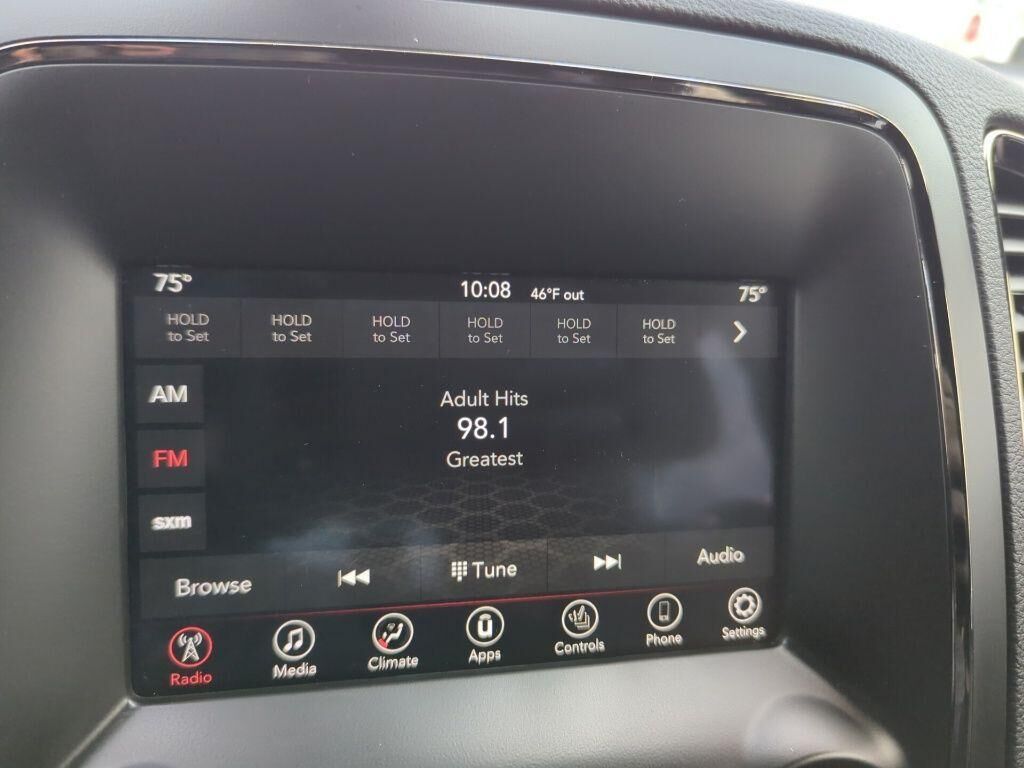 75° 10:08 46°F out 75°
HOLD HOLD HOLD HOLD HOLD HOLD
to Set to Set to Set to Set to Set to Set
AM
Adult Hits
98.1
FM
Greatest
sxm
Browse Tune Audio
Radio Media Climate Apps Controls Phone Settings